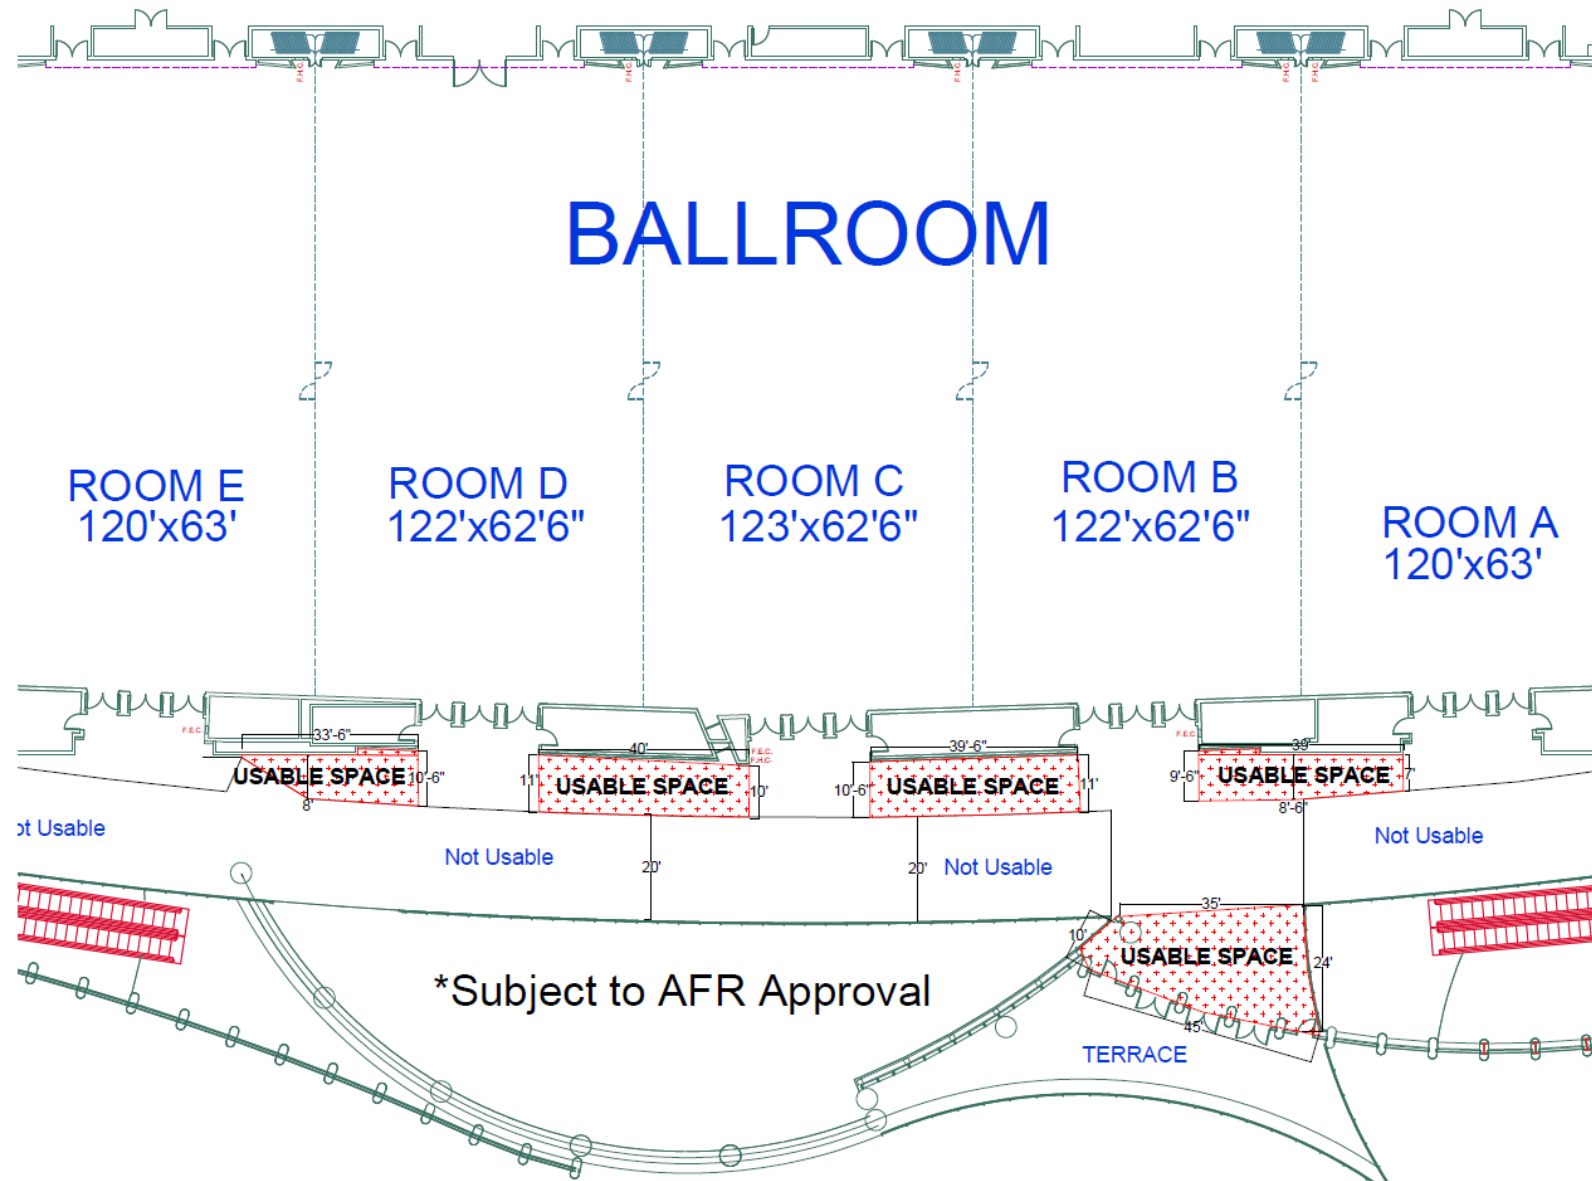 F.H.C.
F.H.C.
F.H.C.
F.H.C.
F.H.C.
BALLROOM
ROOM E
120'x63'
ROOM D
122'x62'6"
ROOM C
123'x62'6"
ROOM B
122'x62'6"
ROOM A
120'x63'
F.E.C.
33'-6"
USABLE SPACE
10'-6"
8'
40'
11'
USABLE SPACE
10'
F.E.C.
F.H.C.
39'-6"
10'-6"
USABLE SPACE
11'
F.E.C.
39'
9'-6"
USABLE SPACE
7'
8'-6"
ot Usable
Not Usable
20'
20'
Not Usable
Not Usable
35'
10'
USABLE SPACE
24'
45'
*Subject to AFR Approval
TERRACE